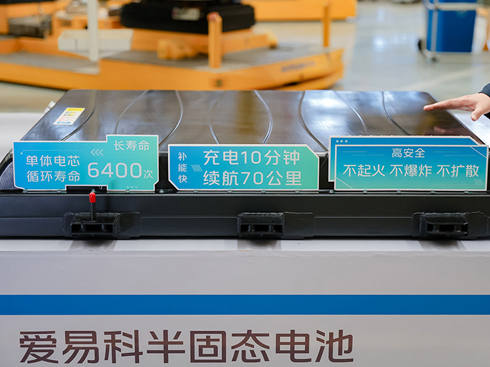 长寿命
单体电芯
循环寿命 6400次
补能快
充电10分钟
续航70公里
高安全
不起火 不爆炸 不扩散
爱易科半固态电池